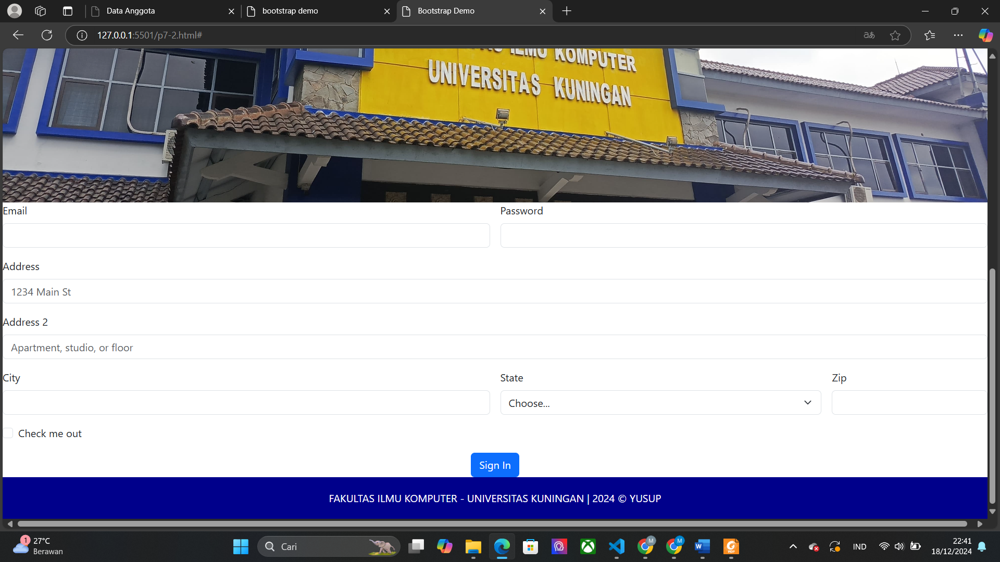 Data Anggota
bootstrap demo
Bootstrap Demo
127.0.0.1:5501/p7-2.html#
ILMU KOMPUTER
UNIVERSITAS KUNINGAN
Email
Password
Address
1234 Main St
Address 2
Apartment, studio, or floor
City
State
Zip
Choose...
Check me out
Sign In
FAKULTAS ILMU KOMPUTER - UNIVERSITAS KUNINGAN | 2024 © YUSUP
1
27°C
Berawan
Cari
M
M
W
PDF
IND
22:41
18/12/2024